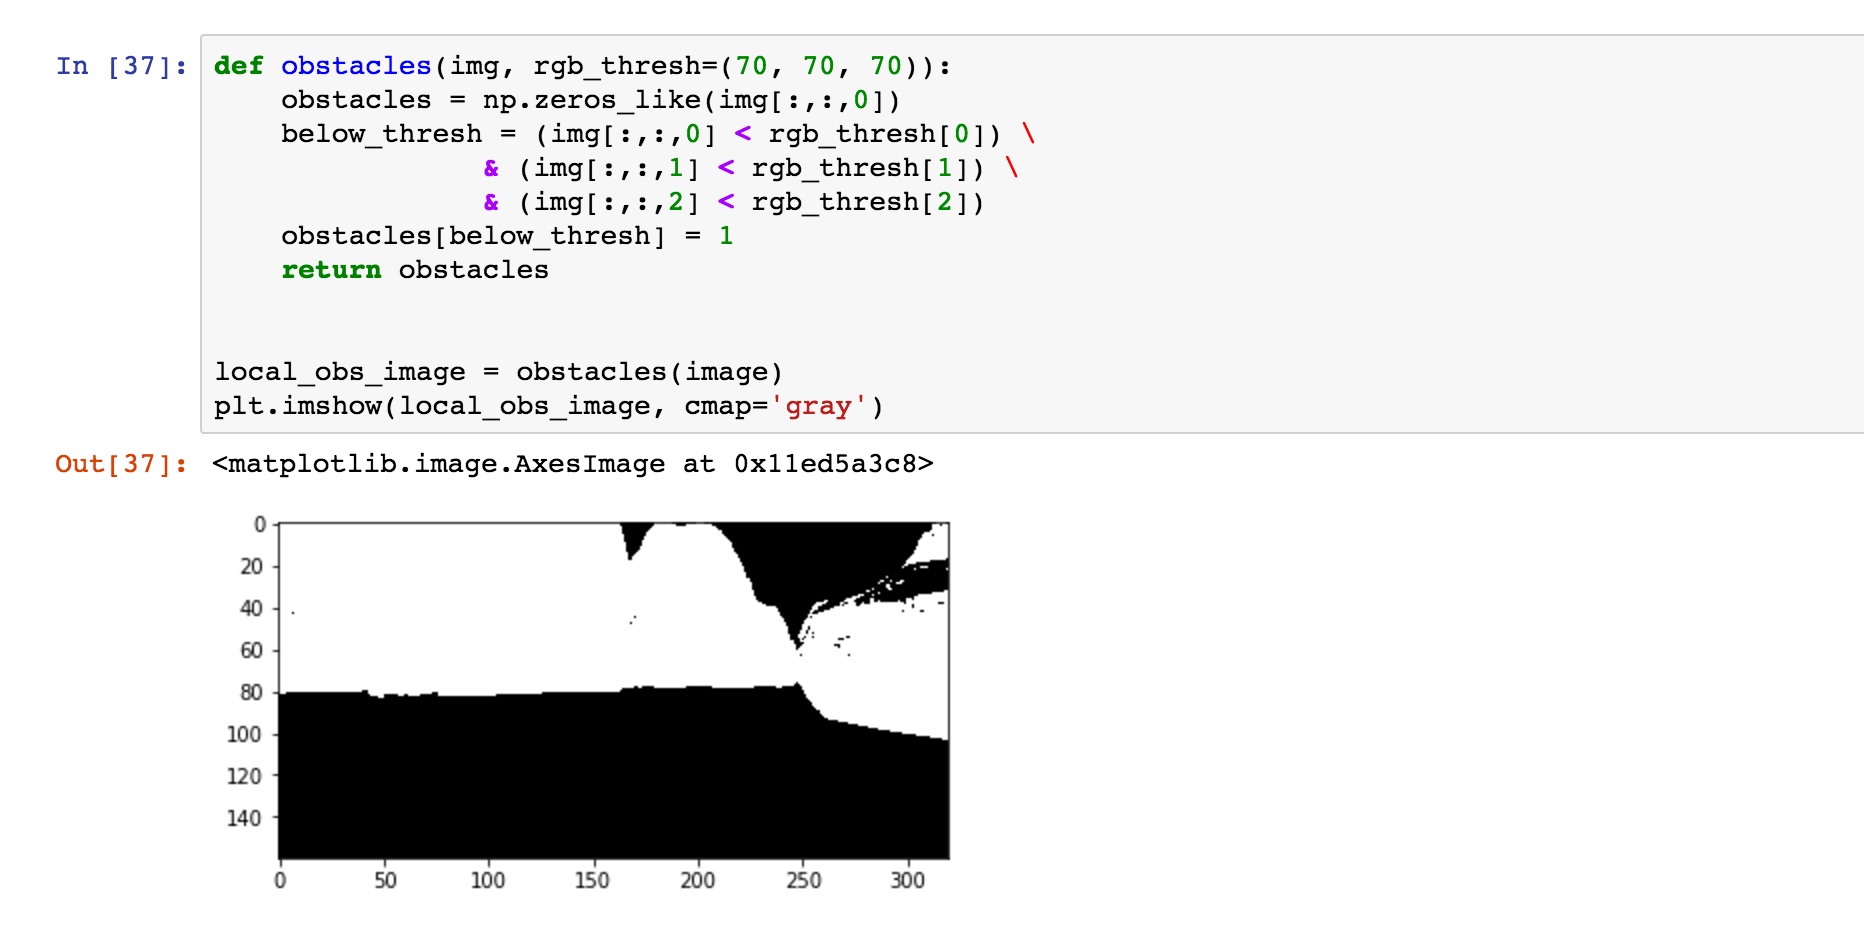 In [37]: def obstacles(img, rgb_thresh=(70, 70, 70)):
    obstacles = np.zeros_like(img[:,:,0])
    below_thresh = (img[:,:,0] < rgb_thresh[0]) \
                & (img[:,:,1] < rgb_thresh[1]) \
                & (img[:,:,2] < rgb_thresh[2])
    obstacles[below_thresh] = 1
    return obstacles
local_obs_image = obstacles(image)
plt.imshow(local_obs_image, cmap='gray')
Out[37]: <matplotlib.image.AxesImage at 0x11ed5a3c8>
0
20
40
60
80
100
120
140
0 50 100 150 200 250 300